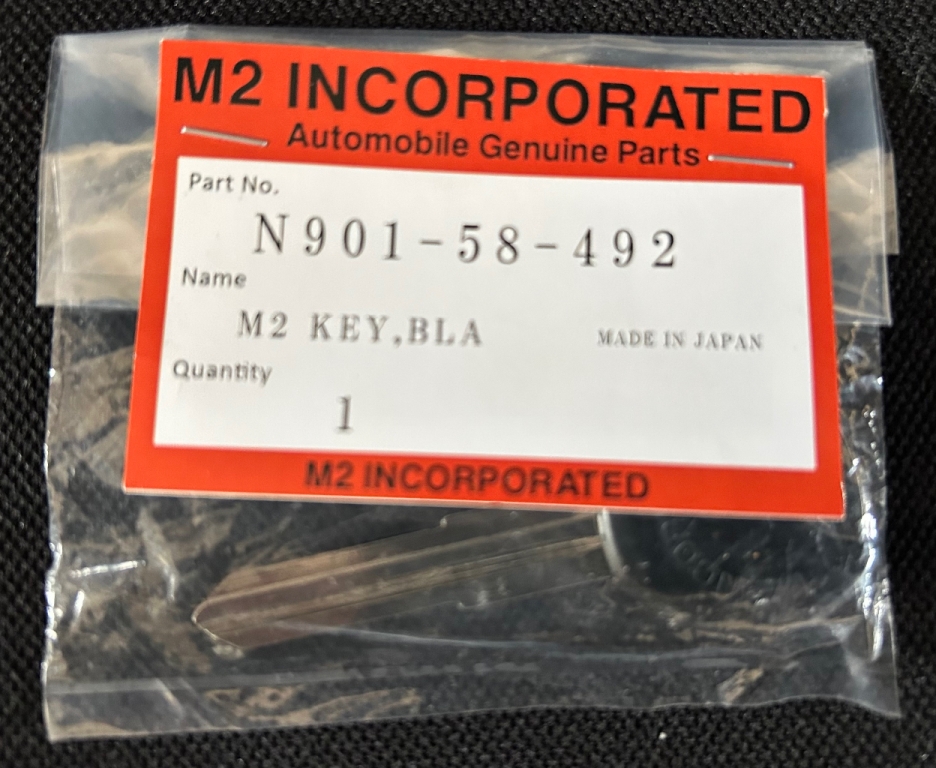 M2 INCORPORATED
Automobile Genuine Parts
Part No.
N901-58-492
Name
M2 KEY,BLA MADE IN JAPAN
Quantity
1
M2 INCORPORATED